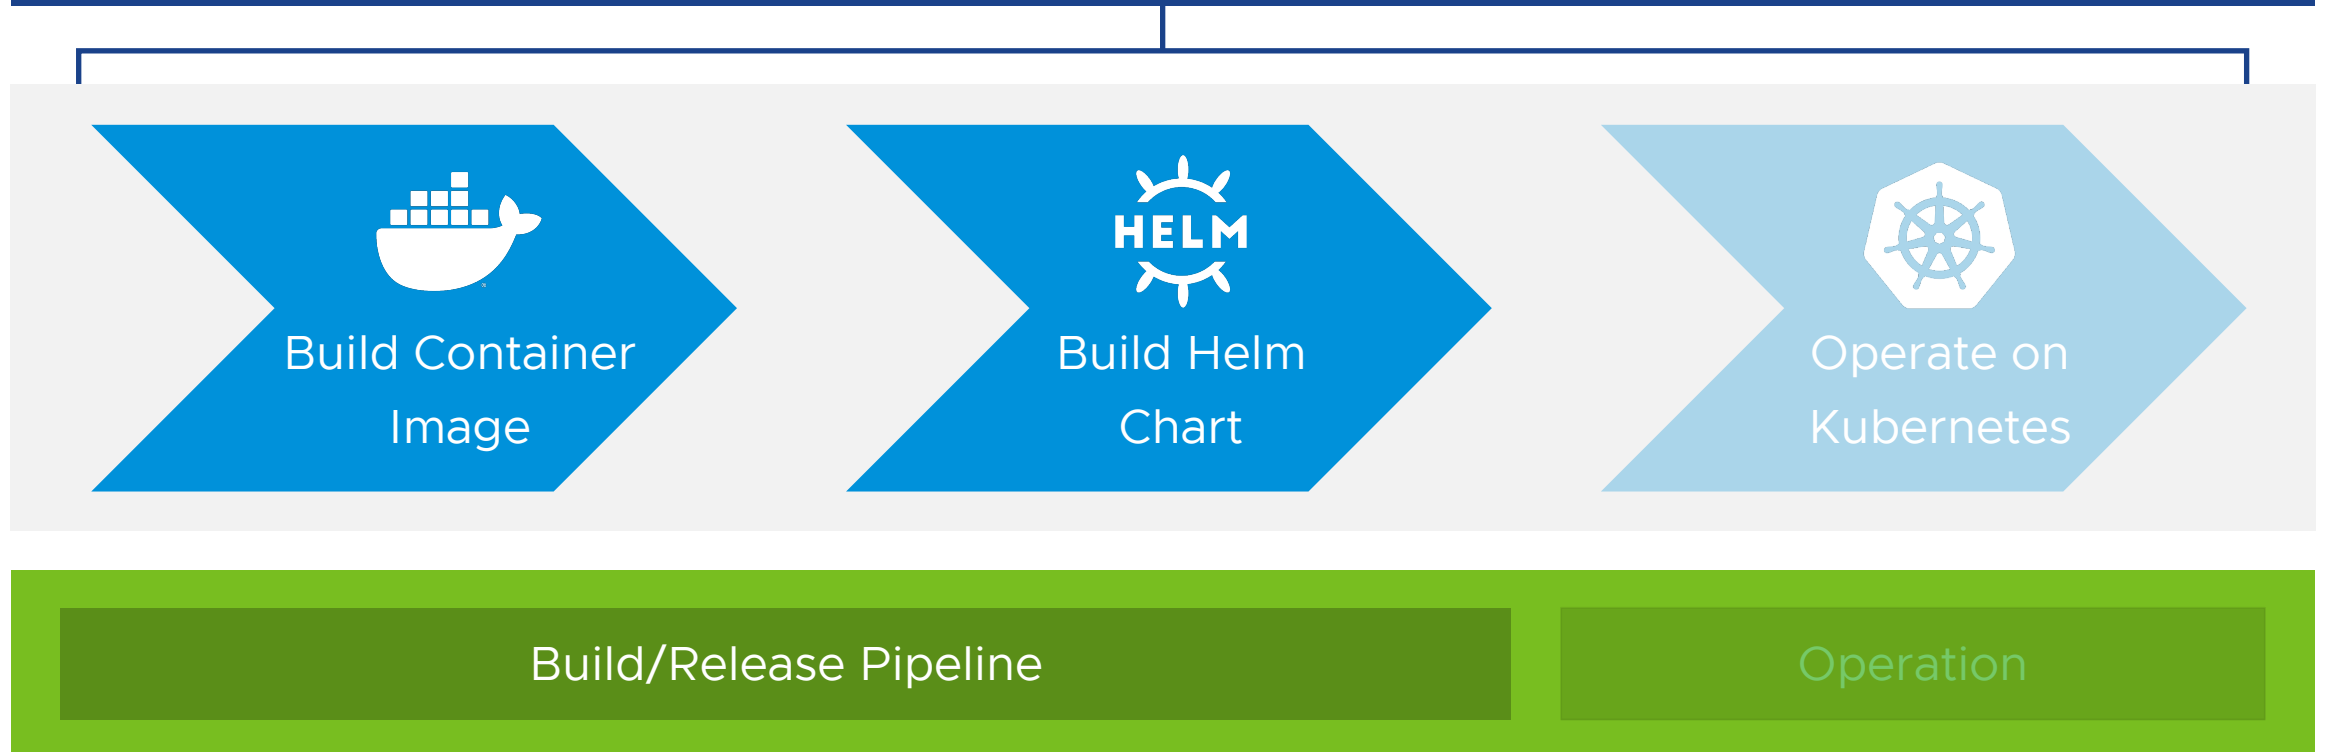 HELM
Build Container
Image
Build Helm
Chart
Operate on
Kubernetes
Build/Release Pipeline
Operation